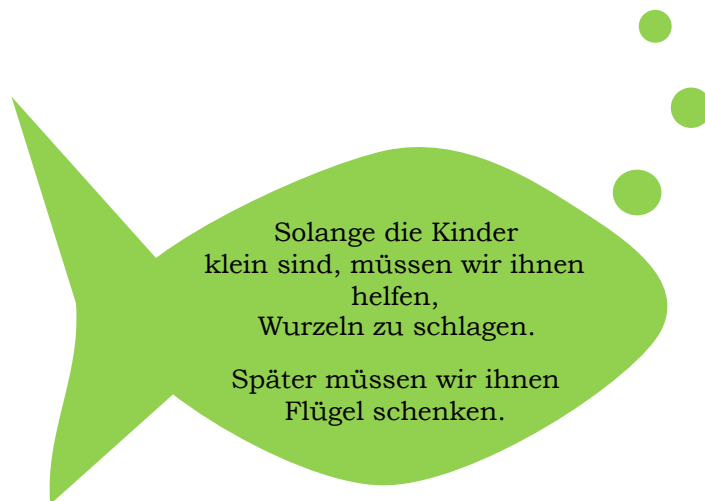 Solange die Kinder
klein sind, müssen wir ihnen
helfen,
Wurzeln zu schlagen.
Später müssen wir ihnen
Flügel schenken.